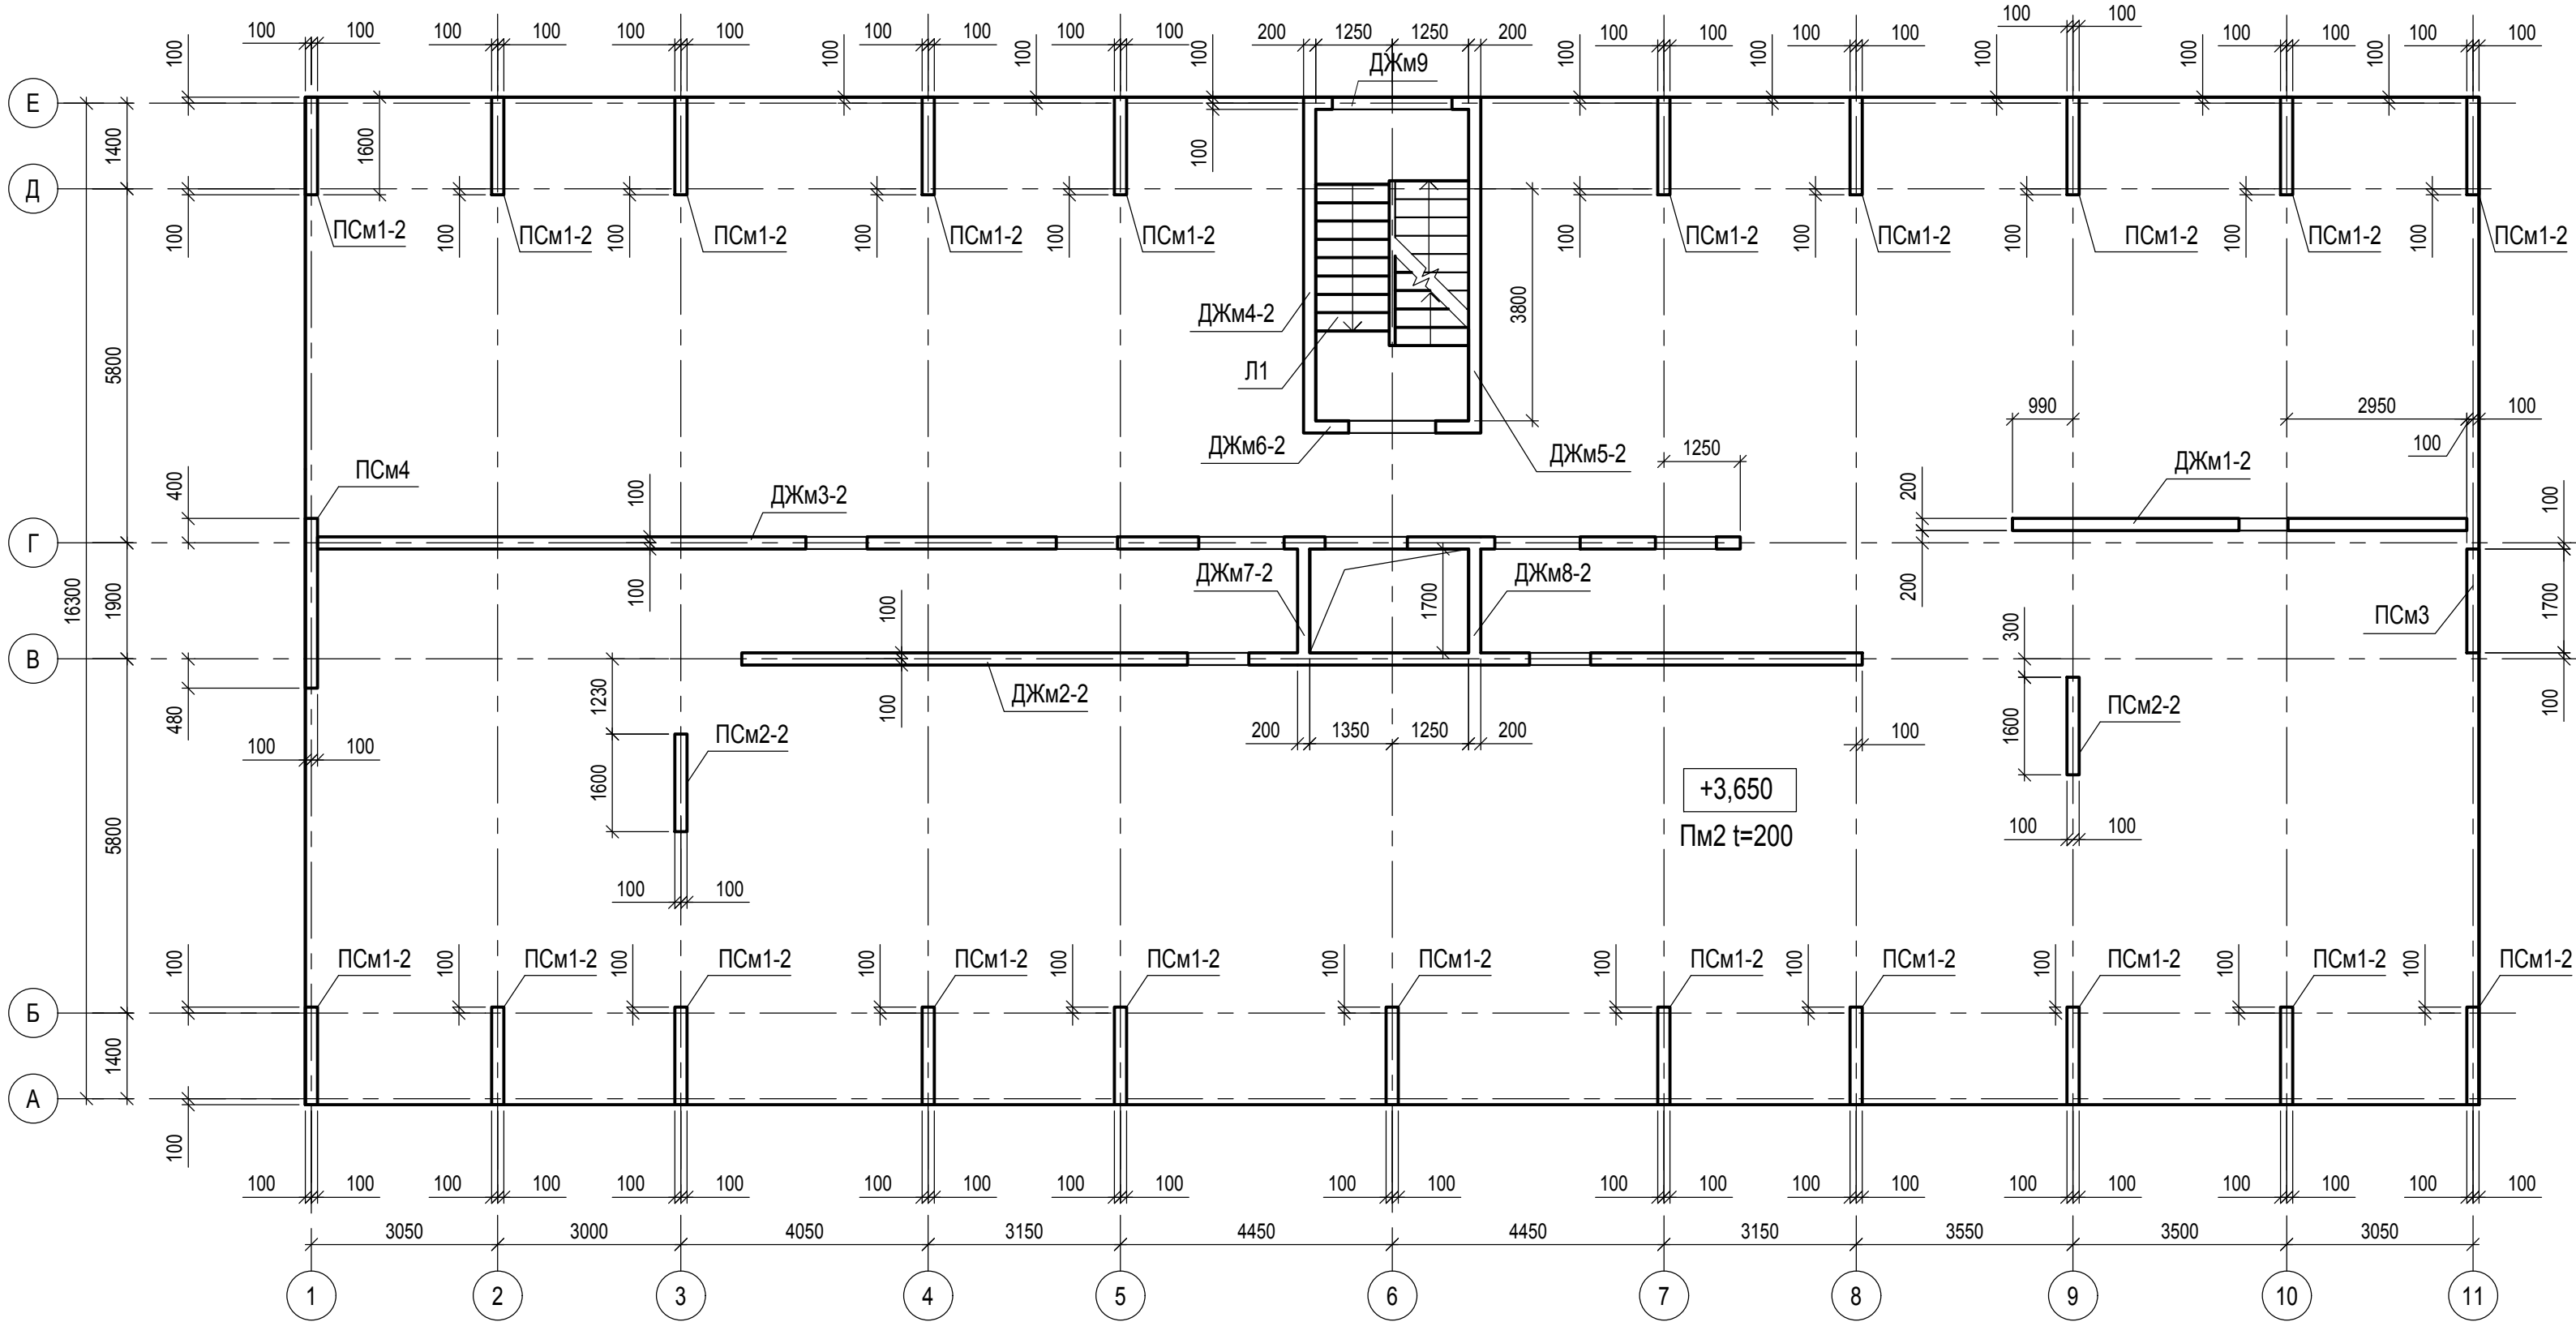 100 100 100 100 100 100 100 100 100 100 200 1250 1250 200 100 100 100 100 100 100 100 100 100 100
100 100 100 100 100 100 100 100 100
ДЖм9
Е
1400 1600 100 100
Д
ПСм1-2 ПСм1-2 ПСм1-2 ПСм1-2 ПСм1-2 ПСм1-2 ПСм1-2 ПСм1-2 ПСм1-2 ПСм1-2
100 100 100 100 100 100 100 100 100 100
5800
ДЖм4-2
3800
Л1
990 2950 100
100
ДЖм6-2 ДЖм5-2 1250
400 ПСм4 100 ДЖм3-2 200 ДЖм1-2 100
Г
16300 1900 100 ДЖм7-2 1700 ДЖм8-2 200 1700
100 300 ПСм3
В
480 1230 100 ДЖм2-2 100
100 100 ПСм2-2 200 1350 1250 200 100 1600 ПСм2-2
1600
5800
+3,650
Пм2 t=200
100 100
100 100
100 ПСм1-2 100 ПСм1-2 100 ПСм1-2 100 ПСм1-2 100 ПСм1-2 100 ПСм1-2 100 ПСм1-2 100 ПСм1-2 100 ПСм1-2 100 ПСм1-2 100 ПСм1-2
Б
1400
А
100
100 100 100 100 100 100 100 100 100 100 100 100 100 100 100 100 100 100 100 100 100 100
3050 3000 4050 3150 4450 4450 3150 3550 3500 3050
1 2 3 4 5 6 7 8 9 10 11